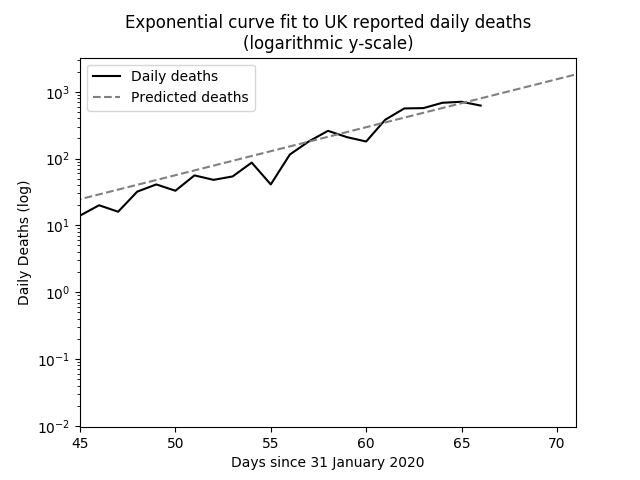 Exponential curve fit to UK reported daily deaths
(logarithmic y-scale)
Daily deaths
Predicted deaths
Daily Deaths (log)
10³
10²
10¹
10⁰
10⁻¹
10⁻²
45 50 55 60 65 70
Days since 31 January 2020